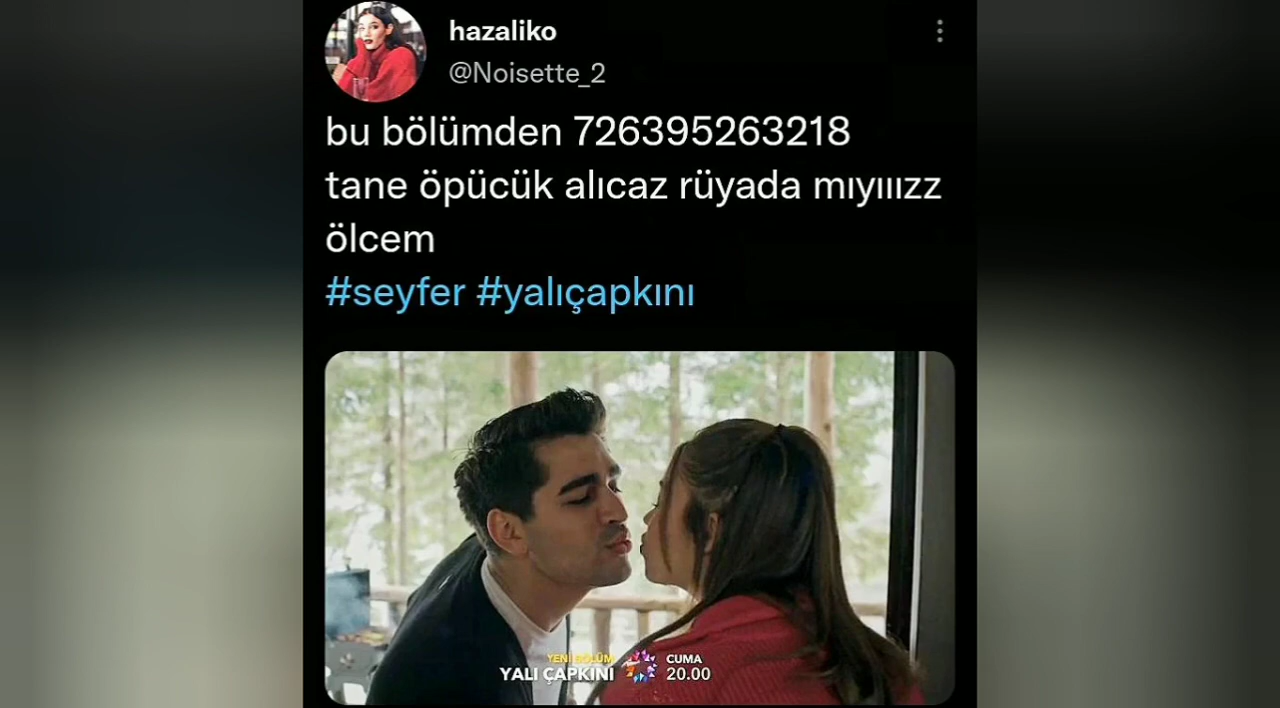 hazaliko
@Noisette_2
bu bölümden 726395263218
tane öpücük alıcaz rüyada mıyıııızz
ölcem
#seyfer #yalıçapkını
YENİ BÖLÜM
YALI ÇAPKINI
CUMA
20.00